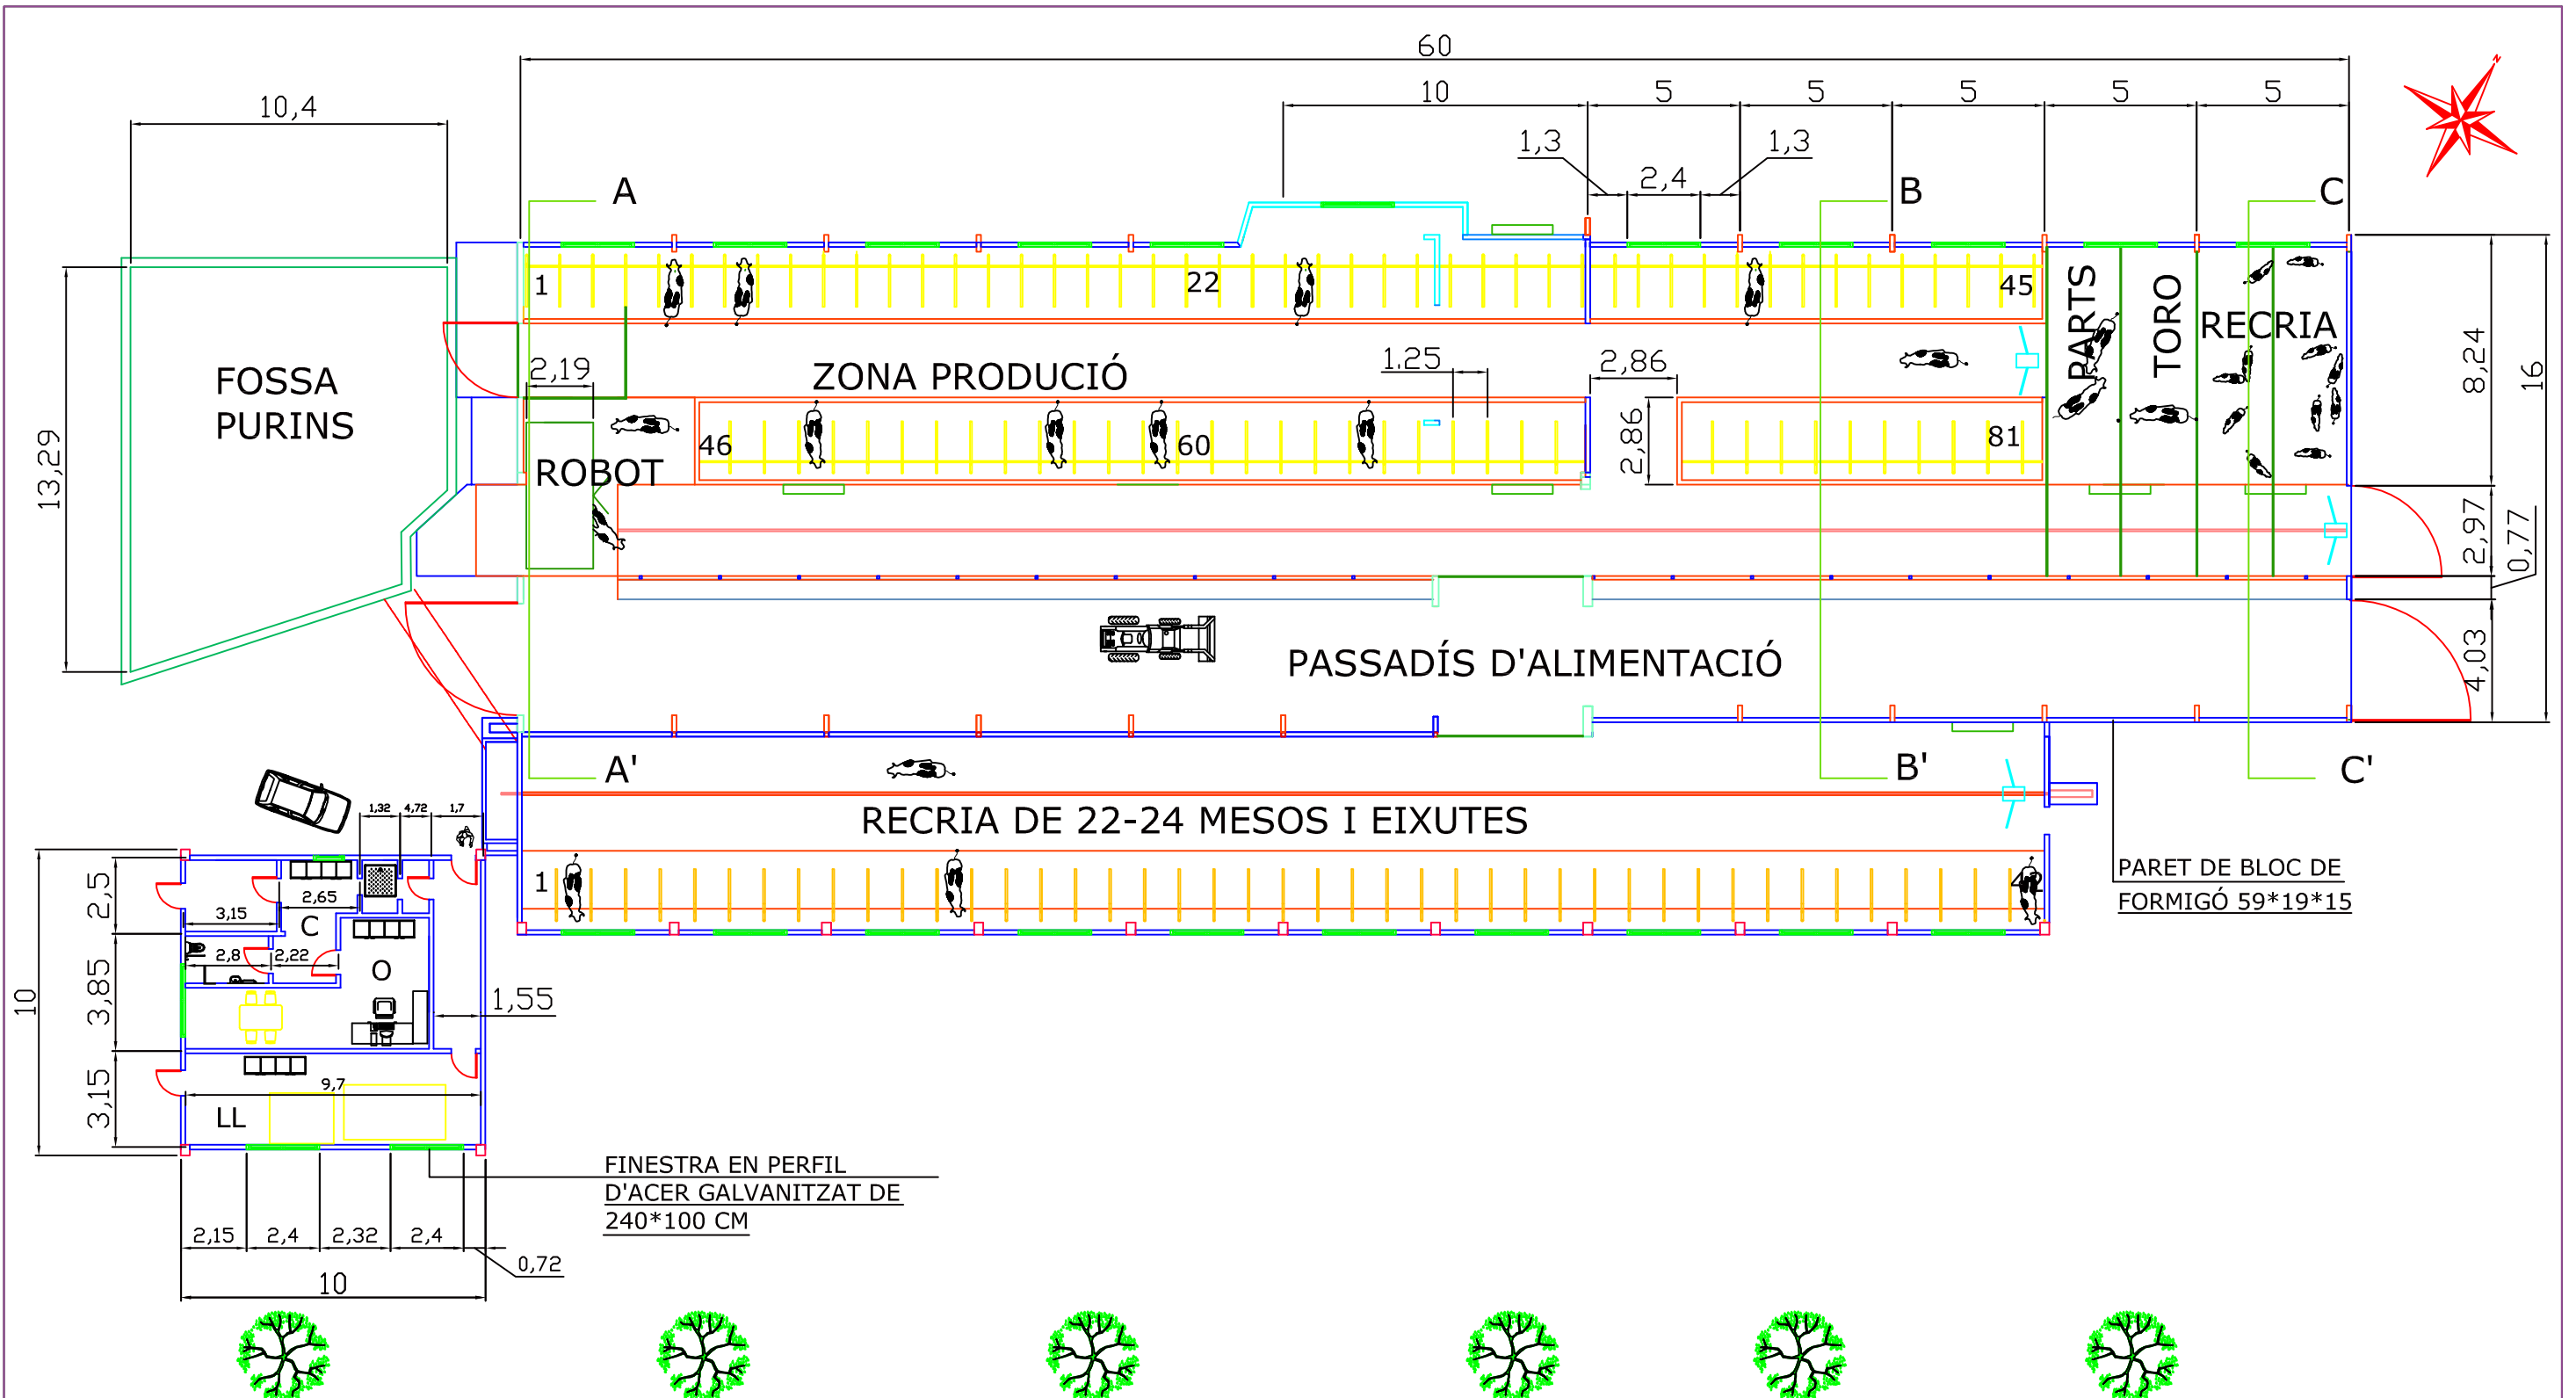 60
10,4
10
5
5
5
5
5
N
1,3
2,4
1,3
A
B
C
1
22
45
PARTS
TORO
RECRIA
8,24
16
2,19
ZONA PRODUCIÓ
1.25
2,86
FOSSA
PURINS
13,29
46
60
2,86
81
ROBOT
2,97
0,77
PASSADÍS D'ALIMENTACIÓ
4,03
A'
B'
C'
RECRIA DE 22-24 MESOS I EIXUTES
1,32
4,72
1,7
1
PARET DE BLOC DE
FORMIGÓ 59*19*15
2,5
2,65
3,15
C
2,8
2,22
O
10
3,85
1,55
3,15
9,7
LL
FINESTRA EN PERFIL
D'ACER GALVANITZAT DE
240*100 CM
2,15
2,4
2,32
2,4
0,72
10